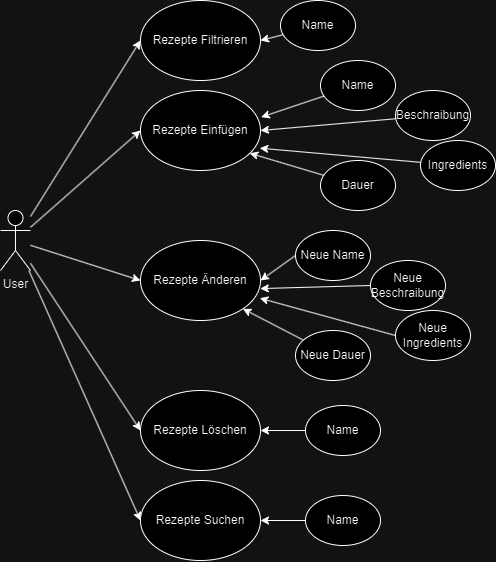 Name
Rezepte Filtrieren
Name
Beschraibung
Rezepte Einfügen
Ingredients
Dauer
User
Neue Name
Rezepte Änderen
Neue
Beschraibung
Neue
Ingredients
Neue Dauer
Rezepte Löschen
Name
Rezepte Suchen
Name